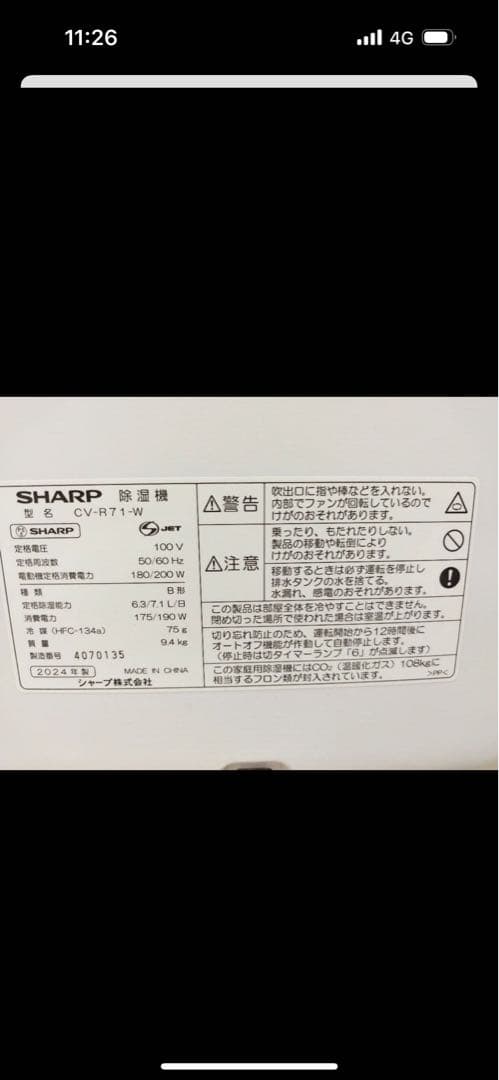 11:26
4G
SHARP 除湿機
型 名 CV-R71-W
SHARP
JET
定格電圧 100 V
定格周波数 50/60 Hz
電動機定格消費電力 180/200 W
種 類 B 形
定格除湿能力 6.3/7.1 L/日
消費電力 175/190 W
冷 媒 (HFC-134a) 75 g
質 量 9.4 kg
製造番号 4070135
2024 年製 MADE IN CHINA
シャープ株式会社
警告
吹出口に指や棒などを入れない。
内部でファンが回転しているので
けがのおそれがあります。
注意
乗ったり、もたれたりしない。
製品の移動や転倒により
けがのおそれがあります。
移動するときは必ず運転を停止し
排水タンクの水を捨てる。
水漏れ、感電のおそれがあります。
この製品は部屋全体を冷やすことはできません。
閉め切った場所で使われた場合は室温が上がります。
切り忘れ防止のため、運転開始から12時間後に
オートオフ機能が作動して自動停止します。
(停止時は切タイマーランプ「6」が点滅します)
この家庭用除湿機にはCO₂(温暖化ガス)108kgに
相当するフロン類が封入されています。
>PP<